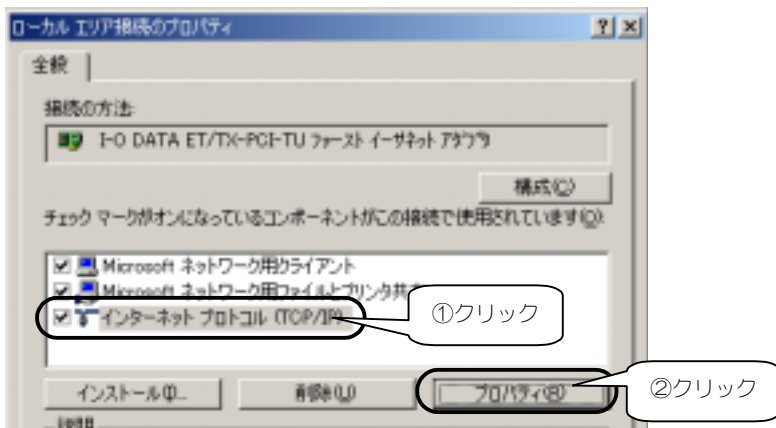 ローカル エリア接続のプロパティ
全般
接続の方法:
I-O DATA ET/TX-PCI-TU ファースト イーサネット アダプタ
構成(C)
チェック マークがオンになっているコンポーネントがこの接続で使用されています(O):
Microsoft ネットワーク用クライアント
Microsoft ネットワーク用ファイルとプリンタ共有
インターネット プロトコル (TCP/IP)
①クリック
インストール(I)...
削除(U)
プロパティ(R)
②クリック
説明